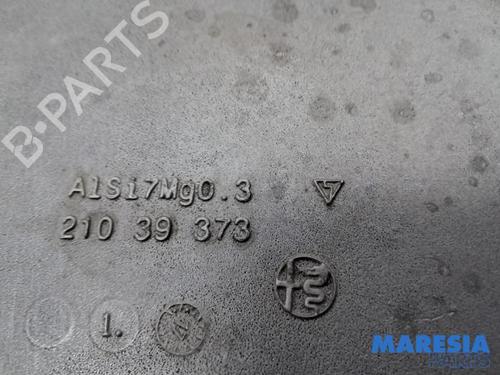 B-PARTS
AlSi7Mg0.3
210 39 373
1.
MARESIA